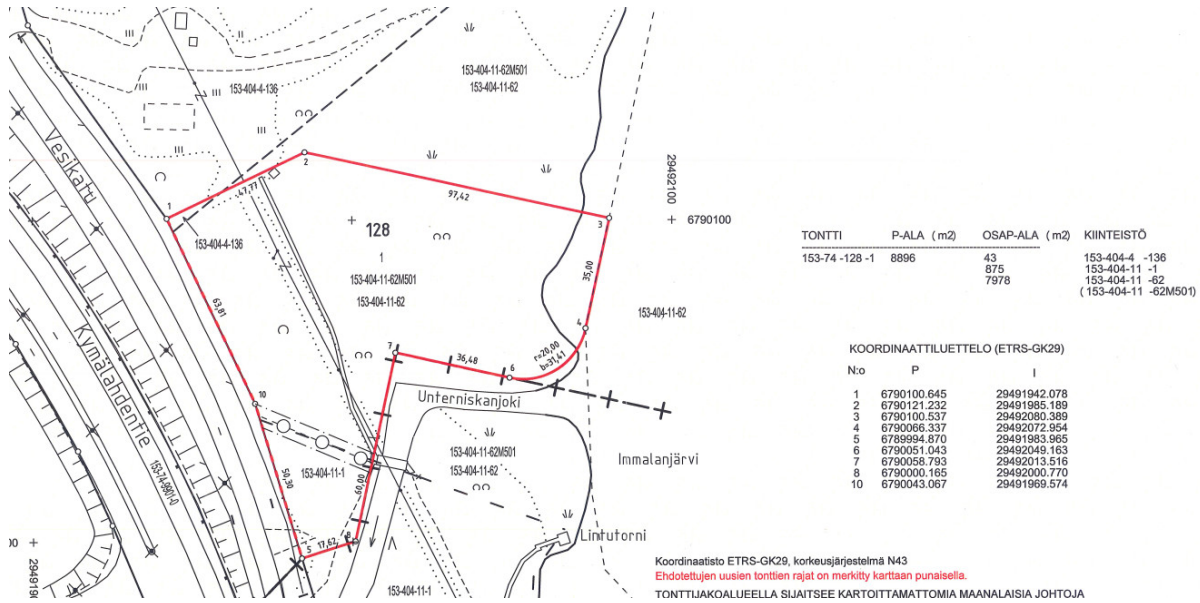 153-404-11-62M501
153-404-11-62
153-404-4-136
Vesikatti
Kymälahdentie
153-74-9901-0
1
2
3
4
5
6
7
8
10
47,77
97,42
35,00
r=20,00
b=31,41
36,48
60,00
17,62
50,30
63,81
153-404-4-136
128
1
153-404-11-62M501
153-404-11-62
29492100
6790100
153-404-11-62
Unterniskanjoki
153-404-11-62M501
153-404-11-62
153-404-11-1
Immalanjärvi
Lintutorni
153-404-11-1
00
2949190
TONTTI P-ALA (m2) OSAP-ALA (m2) KIINTEISTÖ
153-74 -128 -1 8896 43 153-404-4 -136
875 153-404-11 -1
7978 153-404-11 -62
(153-404-11 -62M501)
KOORDINAATTILUETTELO (ETRS-GK29)
N:o P I
1 6790100.645 29491942.078
2 6790121.232 29491985.189
3 6790100.537 29492080.389
4 6790066.337 29492072.954
5 6789994.870 29491983.965
6 6790051.043 29492049.163
7 6790058.793 29492013.516
8 6790000.165 29492000.770
10 6790043.067 29491969.574
Koordinaatisto ETRS-GK29, korkeusjärjestelmä N43
Ehdotettujen uusien tonttien rajat on merkitty karttaan punaisella.
TONTTIJAKOALUEELLA SIJAITSEE KARTOITTAMATTOMIA MAANALAISIA JOHTOJA